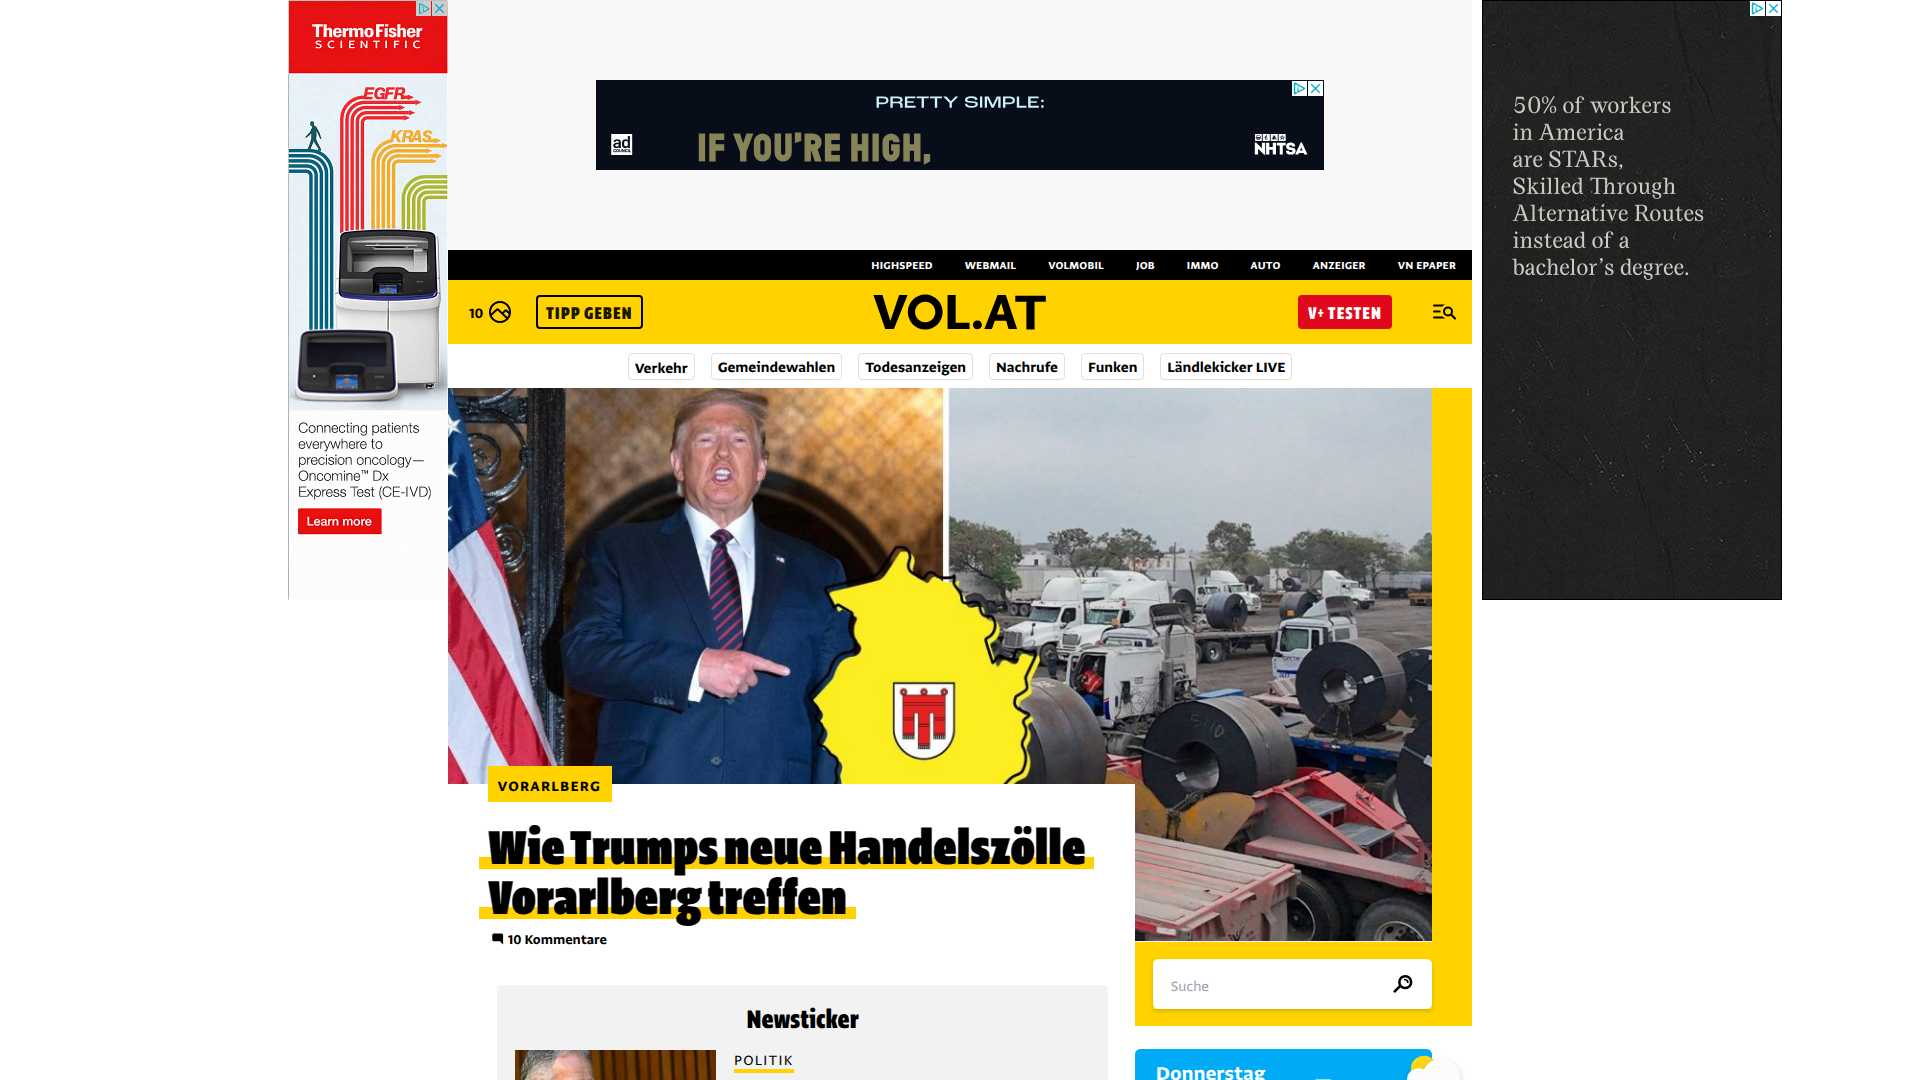 ThermoFisher
SCIENTIFIC
EGFR
KRAS
Connecting patients
everywhere to
precision oncology—
Oncomine™ Dx
Express Test (CE-IVD)
Learn more
PRETTY SIMPLE:
ad
COUNCIL
IF YOU'RE HIGH,
NHTSA
50% of workers
in America
are STARs,
Skilled Through
Alternative Routes
instead of a
bachelor's degree.
HIGHSPEED WEBMAIL VOLMOBIL JOB IMMO AUTO ANZEIGER VN EPAPER
10 TIPP GEBEN VOL.AT V+ TESTEN
Verkehr Gemeindewahlen Todesanzeigen Nachrufe Funken Ländlekicker LIVE
VORARLBERG
Wie Trumps neue Handelszölle
Vorarlberg treffen
10 Kommentare
Suche
Newsticker
POLITIK
Donnerstag